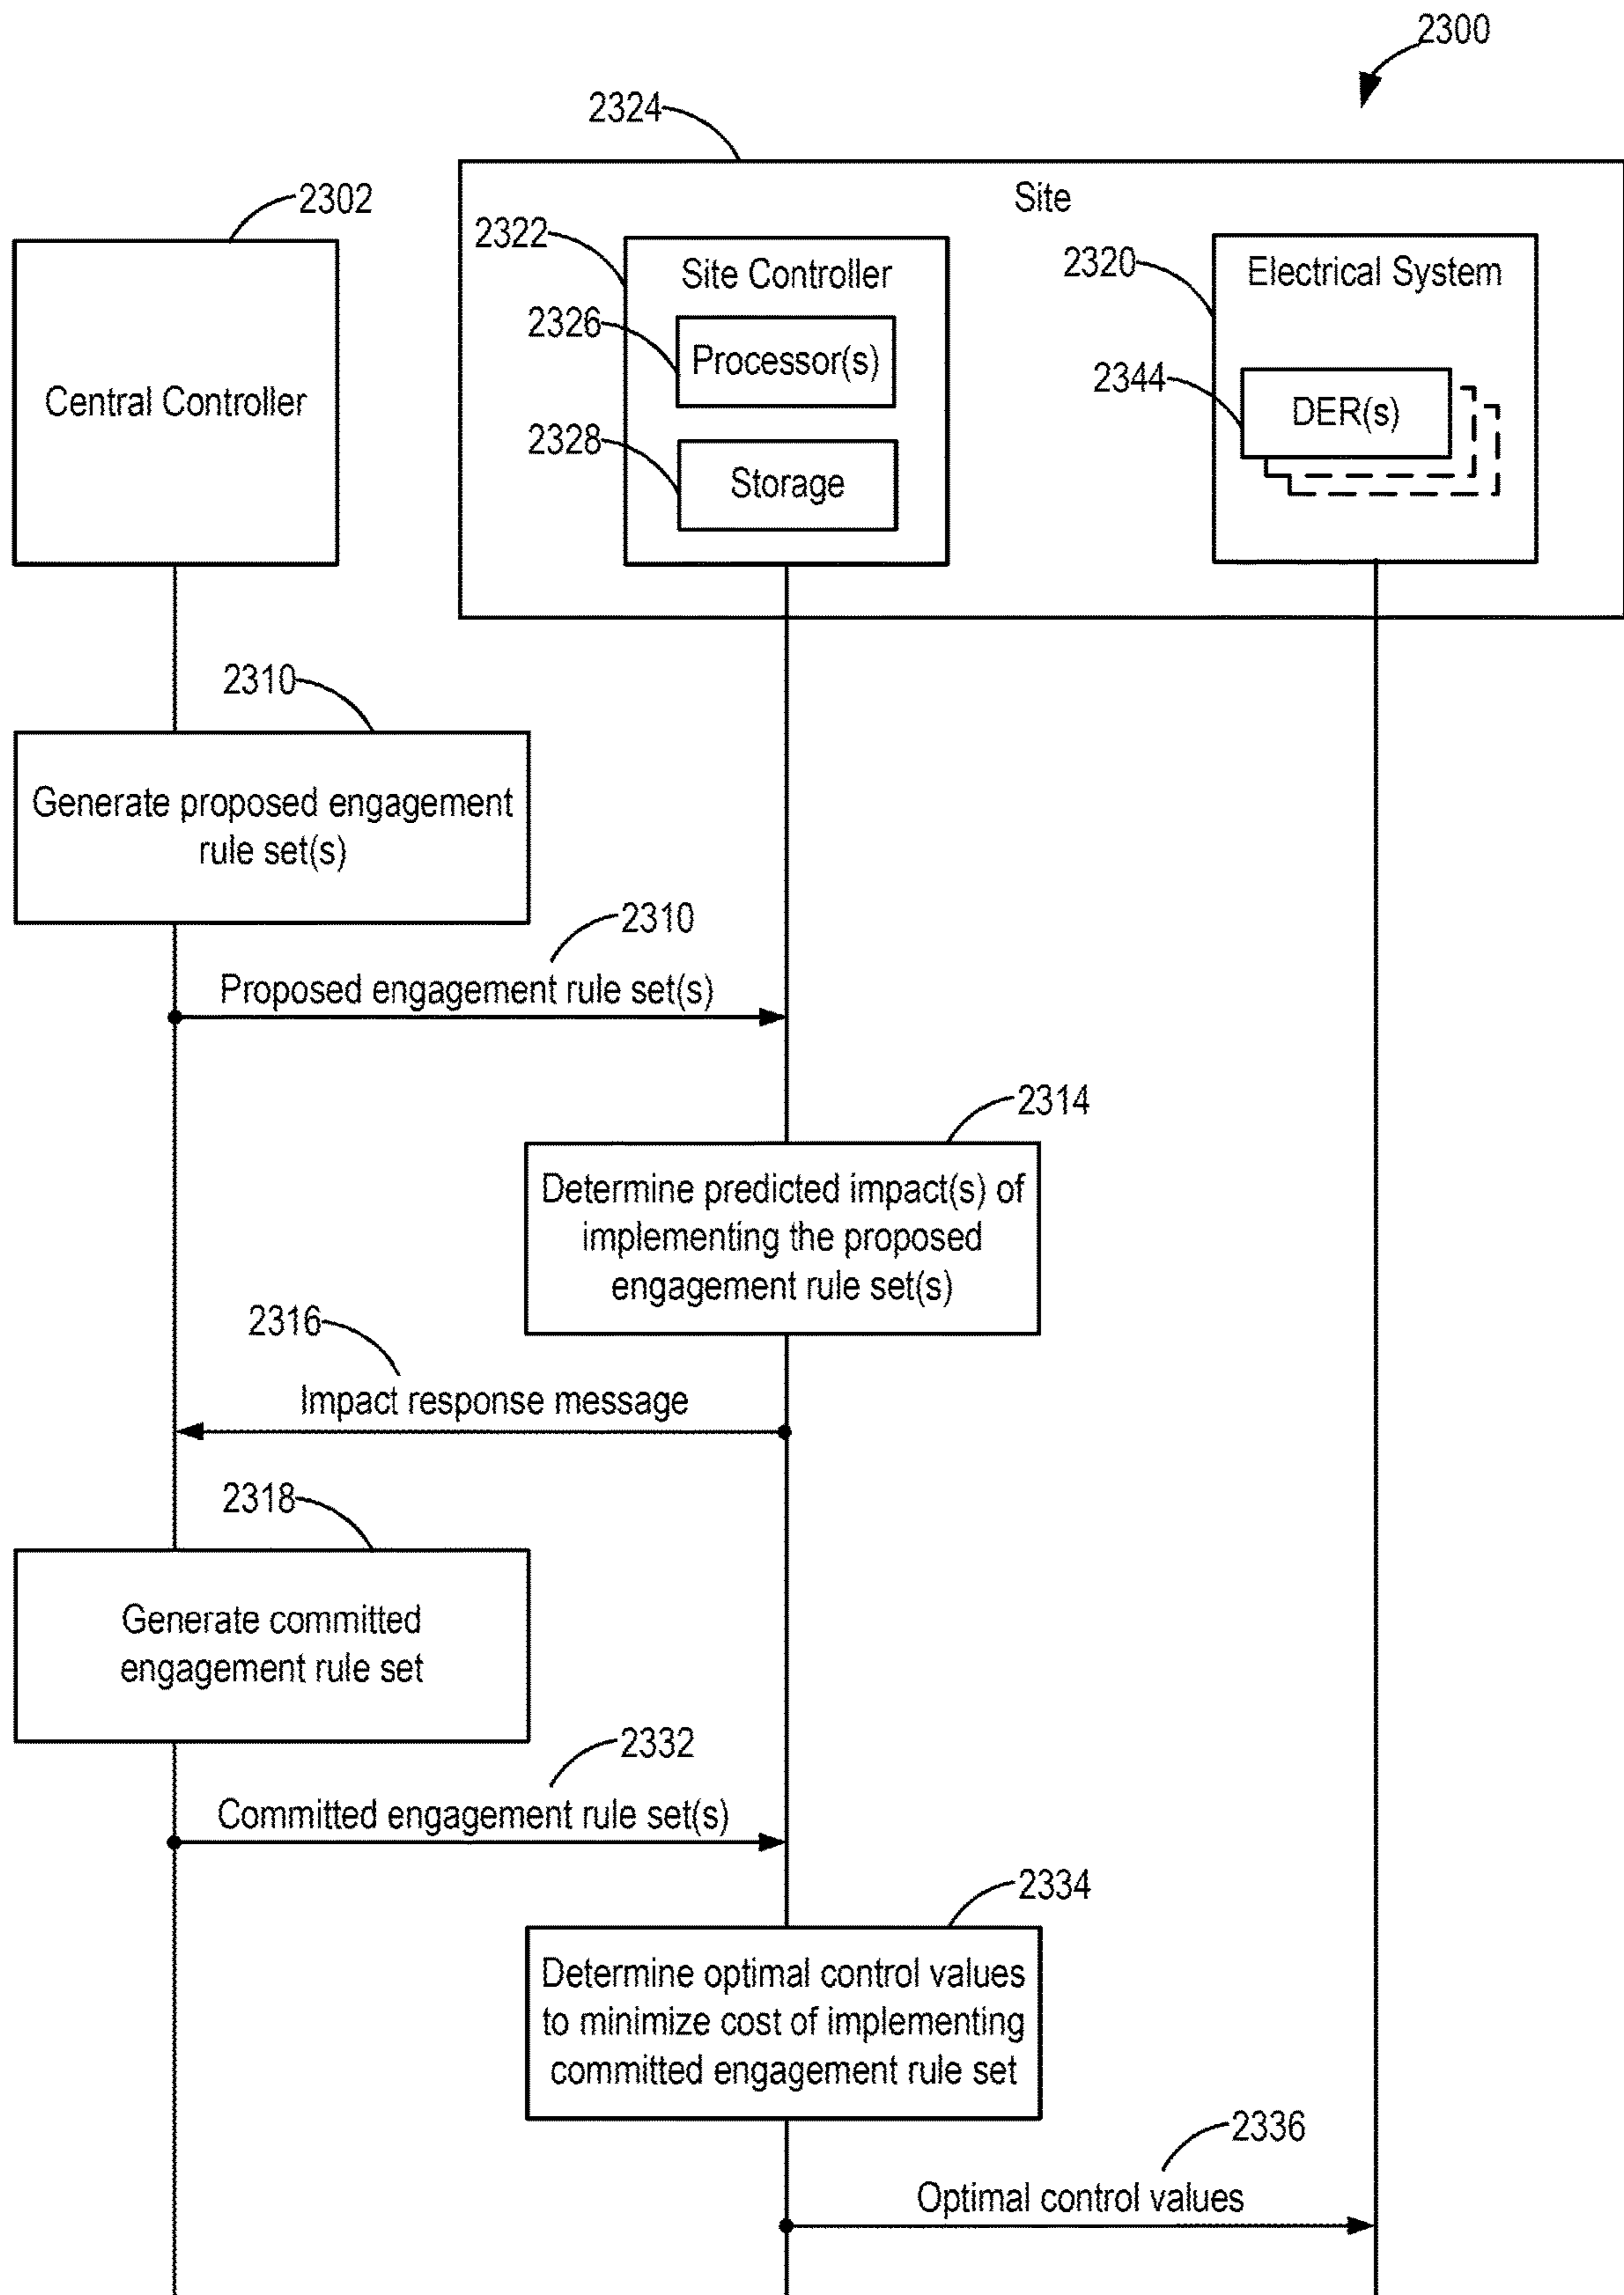 2300
2324
2302
Site
2322
2320
Site Controller
Electrical System
2326
Processor(s)
2344
DER(s)
Central Controller
2328
Storage
2310
Generate proposed engagement
rule set(s)
2310
Proposed engagement rule set(s)
2314
Determine predicted impact(s) of
implementing the proposed
engagement rule set(s)
2316
Impact response message
2318
Generate committed
engagement rule set
2332
Committed engagement rule set(s)
2334
Determine optimal control values
to minimize cost of implementing
committed engagement rule set
2336
Optimal control values